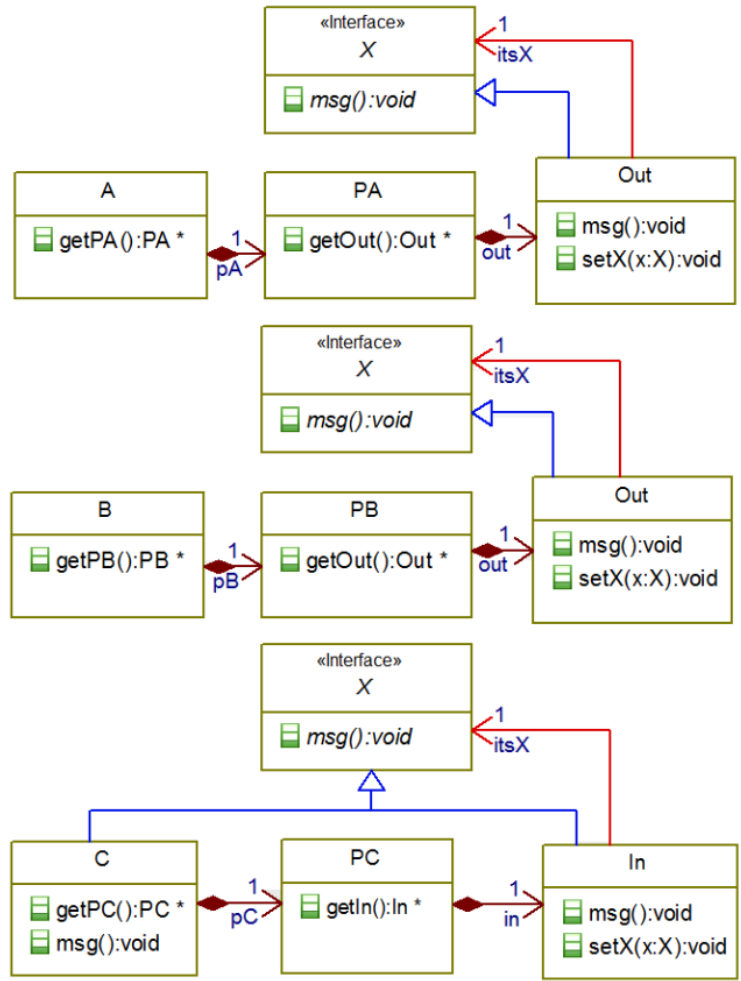 «Interface»
X
msg():void
1
itsX
A
getPA():PA *
1
pA
PA
getOut():Out *
1
out
Out
msg():void
setX(x:X):void
«Interface»
X
msg():void
1
itsX
B
getPB():PB *
1
pB
PB
getOut():Out *
1
out
Out
msg():void
setX(x:X):void
«Interface»
X
msg():void
1
itsX
C
getPC():PC *
msg():void
1
pC
PC
getIn():In *
1
in
In
msg():void
setX(x:X):void